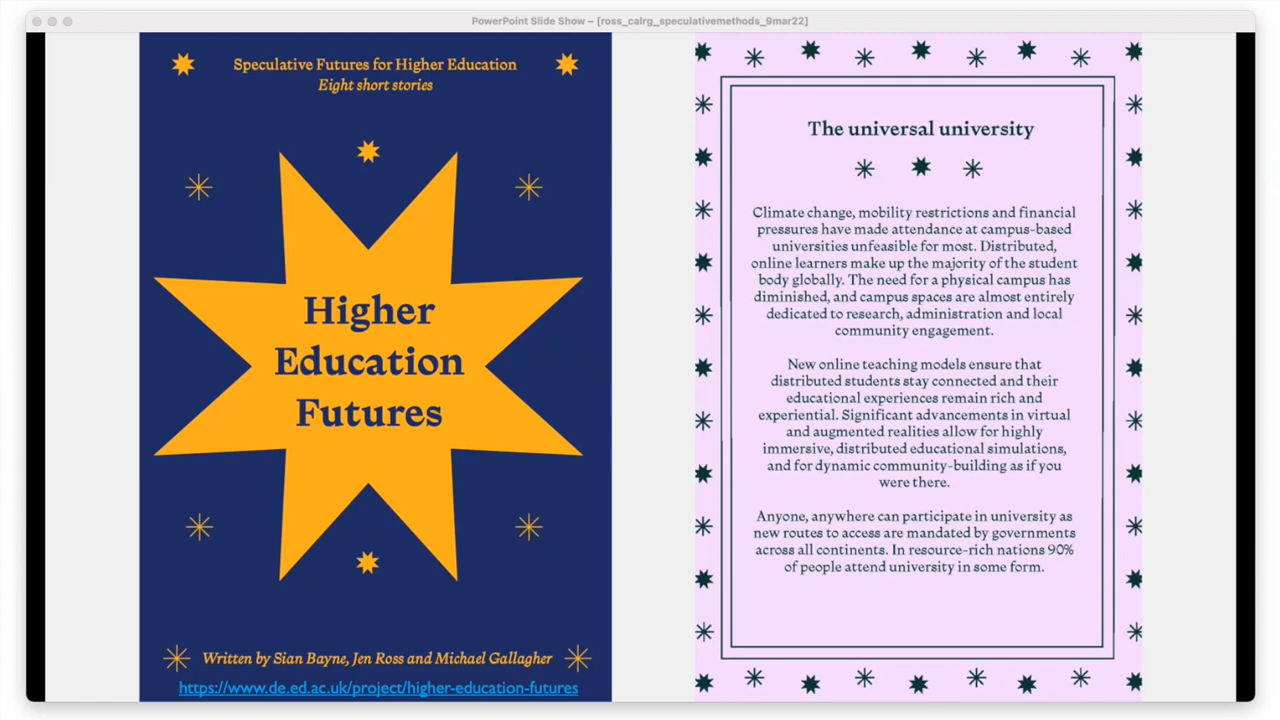 PowerPoint Slide Show – [ross_calrg_speculativemethods_9mar22]
Speculative Futures for Higher Education
Eight short stories
Higher
Education
Futures
Written by Sian Bayne, Jen Ross and Michael Gallagher
https://www.de.ed.ac.uk/project/higher-education-futures
The universal university
Climate change, mobility restrictions and financial
pressures have made attendance at campus-based
universities unfeasible for most. Distributed,
online learners make up the majority of the student
body globally. The need for a physical campus has
diminished, and campus spaces are almost entirely
dedicated to research, administration and local
community engagement.
New online teaching models ensure that
distributed students stay connected and their
educational experiences remain rich and
experiential. Significant advancements in virtual
and augmented realities allow for highly
immersive, distributed educational simulations,
and for dynamic community-building as if you
were there.
Anyone, anywhere can participate in university as
new routes to access are mandated by governments
across all continents. In resource-rich nations 90%
of people attend university in some form.